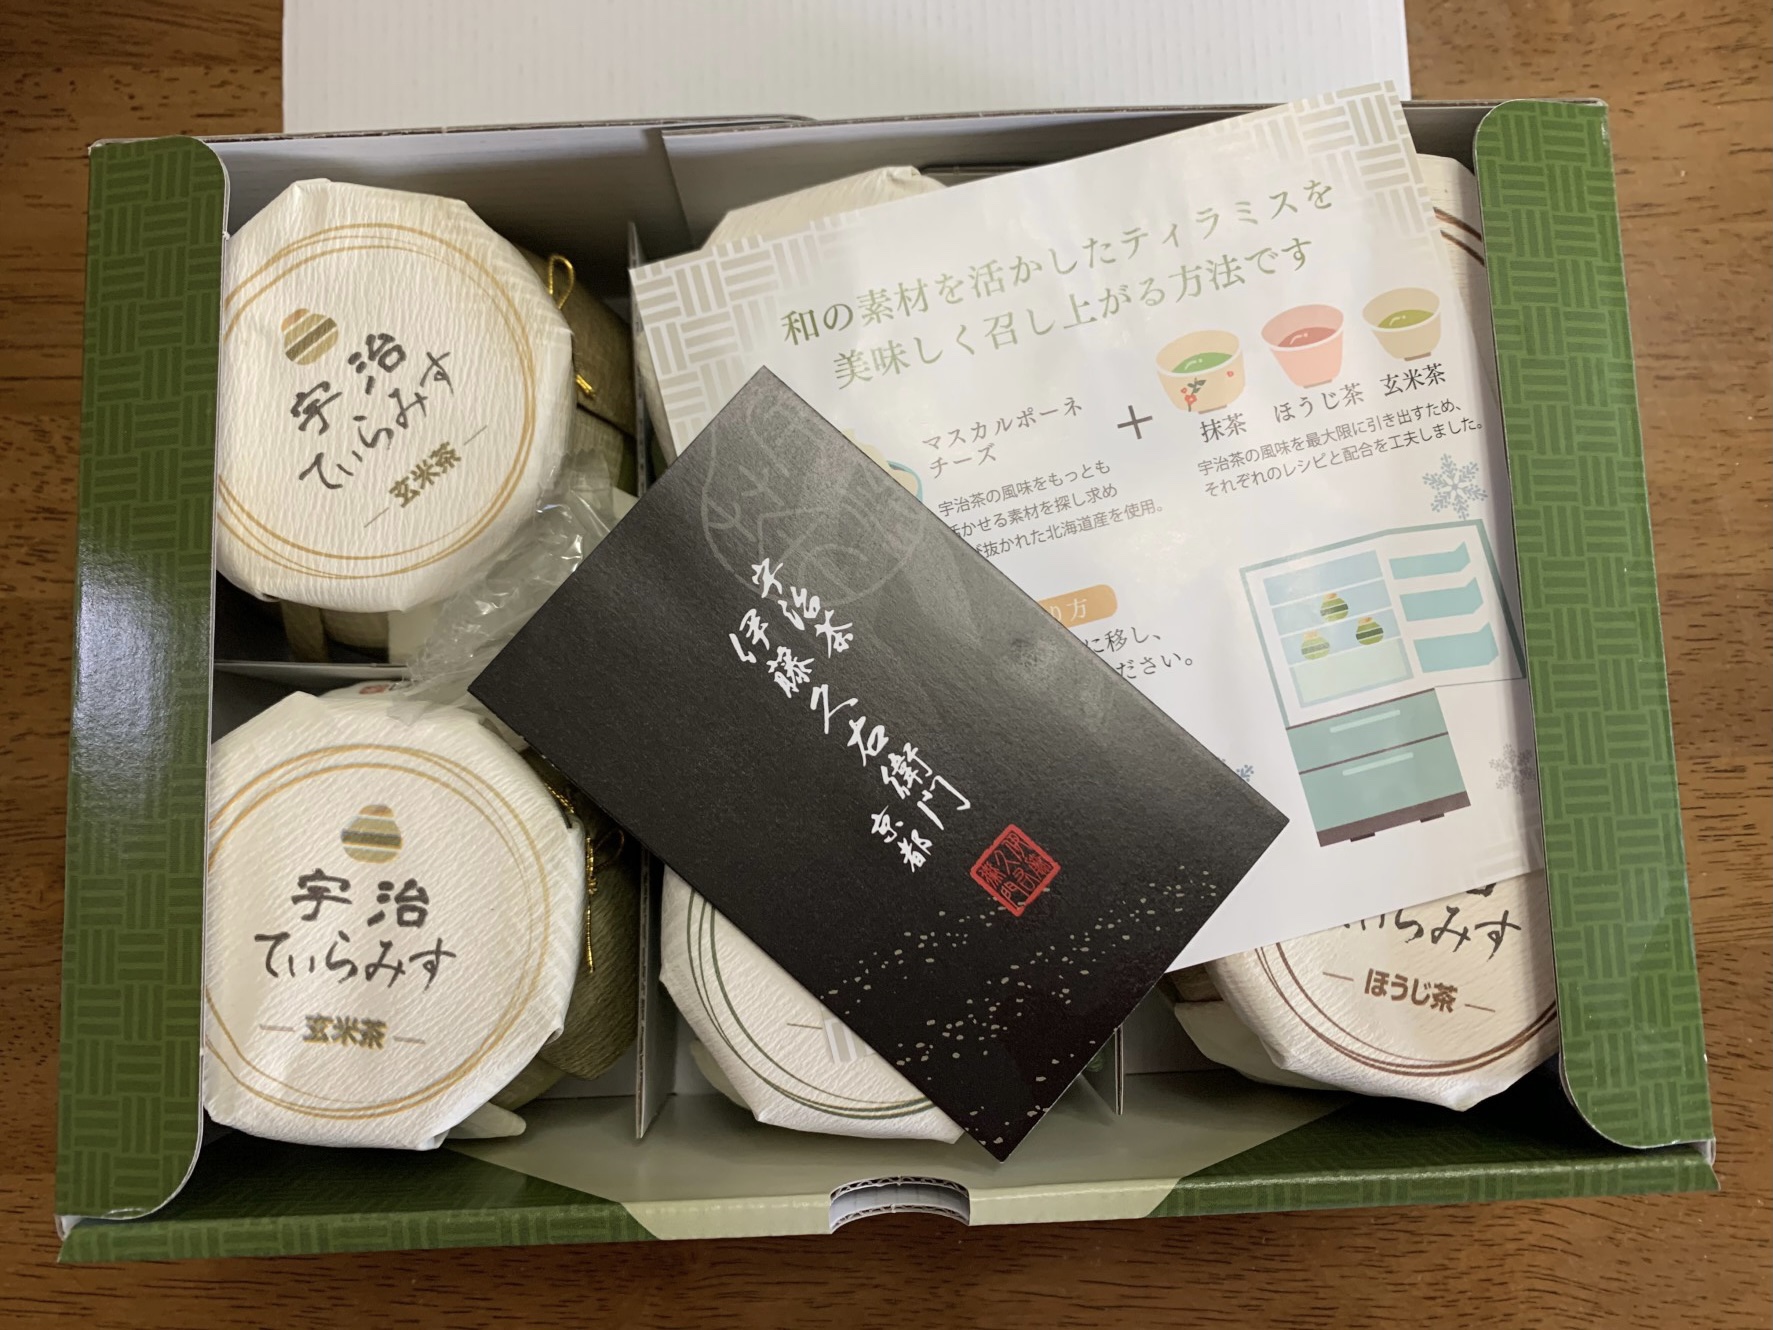 宇治
てぃらみす
玄米茶
和の素材を活かしたティラミスを
美味しく召し上がる方法です
マスカルポーネ
チーズ
宇治茶の風味をもっとも
活かせる素材を探し求め
抜かれた北海道産を使用。
+
抹茶
ほうじ茶
玄米茶
宇治茶の風味を最大限に引き出すため、
それぞれのレシピと配合を工夫しました。
り方
に移し、
ださい。
宇治茶
伊藤久右衛門
京都
宇治
てぃらみす
玄米茶
らみす
ほうじ茶